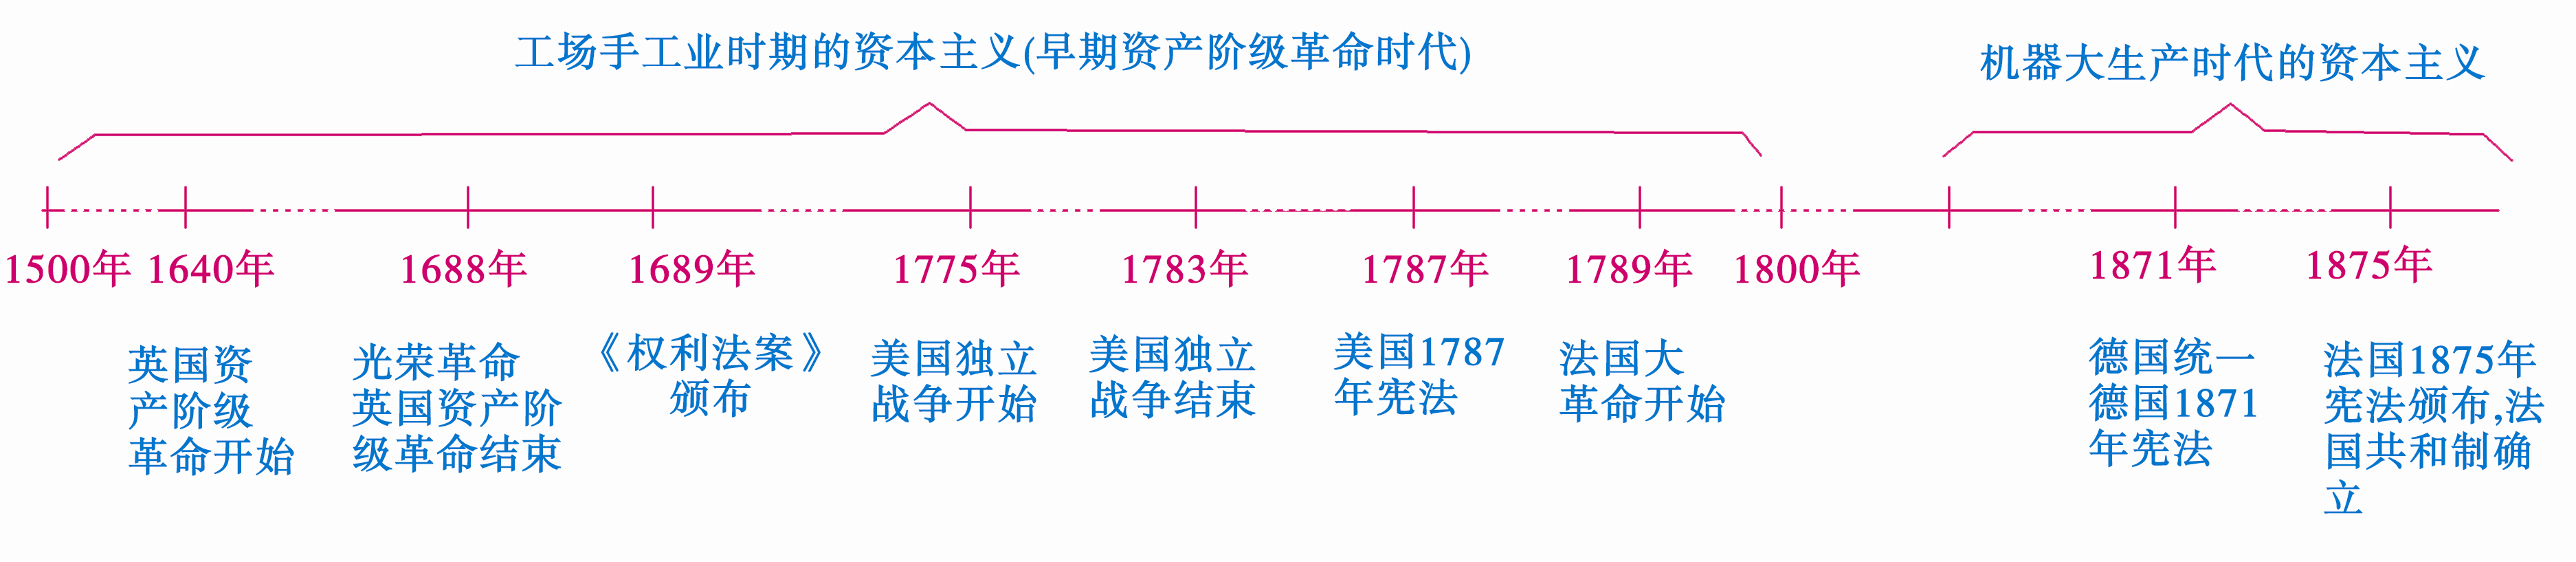 工场手工业时期的资本主义(早期资产阶级革命时代)
机器大生产时代的资本主义
1500年
1640年
1688年
1689年
1775年
1783年
1787年
1789年
1800年
1871年
1875年
英国资
产阶级
革命开始
光荣革命
英国资产阶
级革命结束
《权利法案》
颁布
美国独立
战争开始
美国独立
战争结束
美国1787
年宪法
法国大
革命开始
德国统一
德国1871
年宪法
法国1875年
宪法颁布,法
国共和制确
立